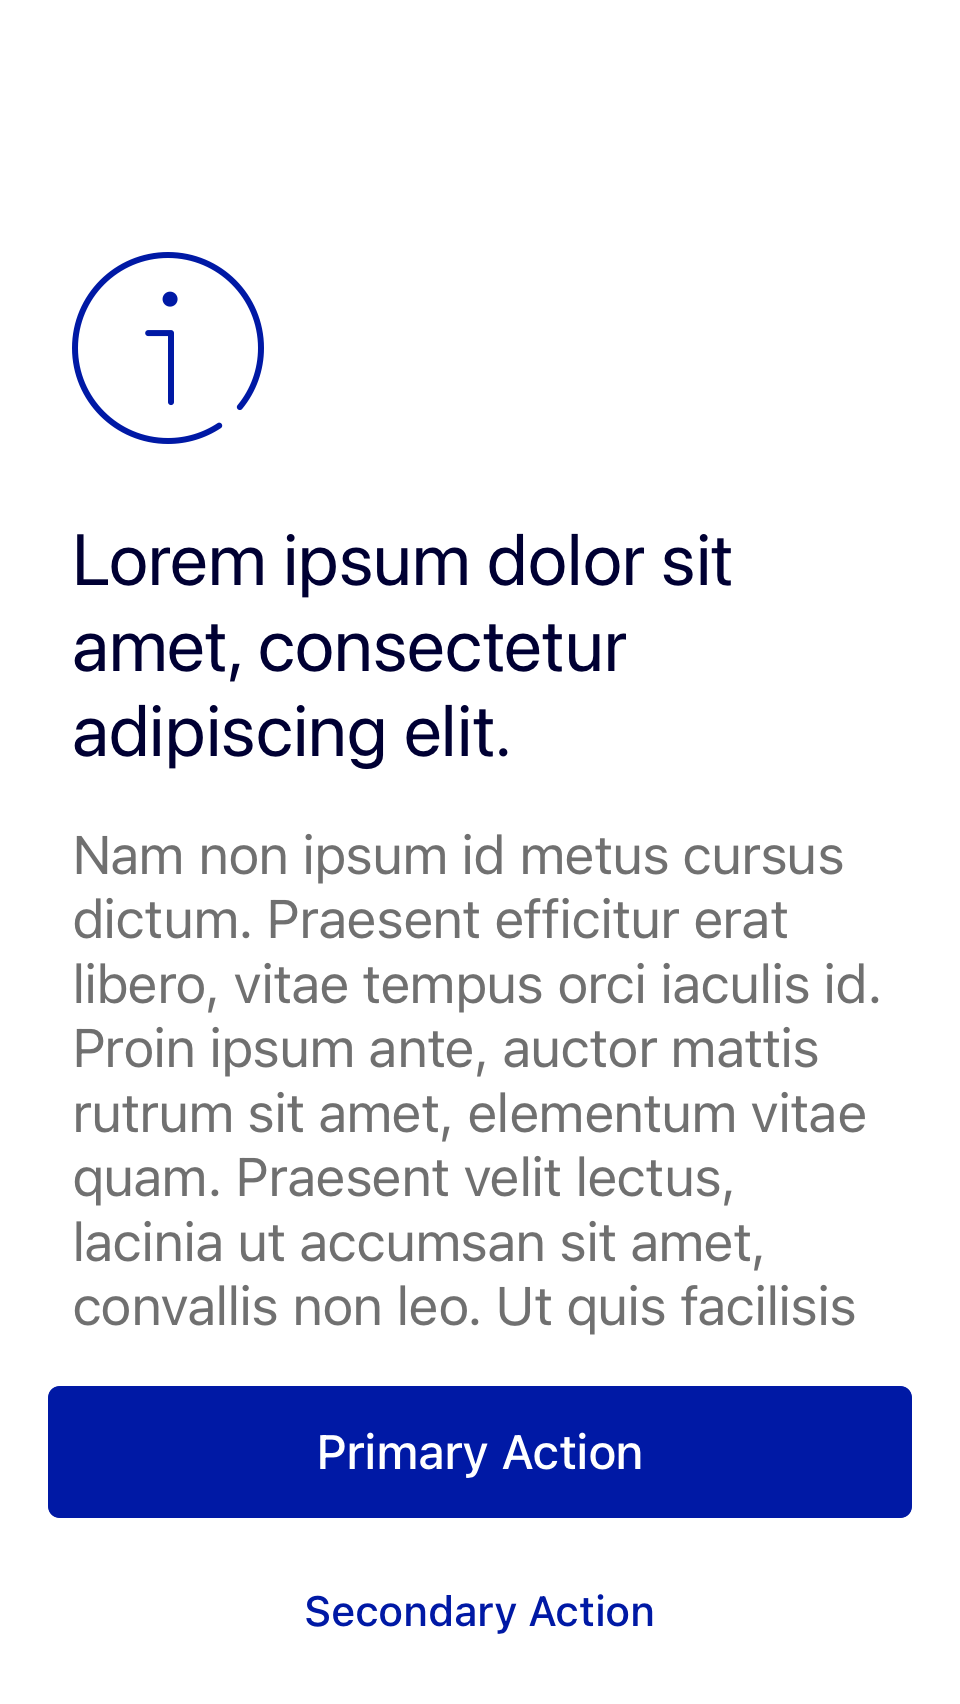 Lorem ipsum dolor sit
amet, consectetur
adipiscing elit.
Nam non ipsum id metus cursus
dictum. Praesent efficitur erat
libero, vitae tempus orci iaculis id.
Proin ipsum ante, auctor mattis
rutrum sit amet, elementum vitae
quam. Praesent velit lectus,
lacinia ut accumsan sit amet,
convallis non leo. Ut quis facilisis
Primary Action
Secondary Action